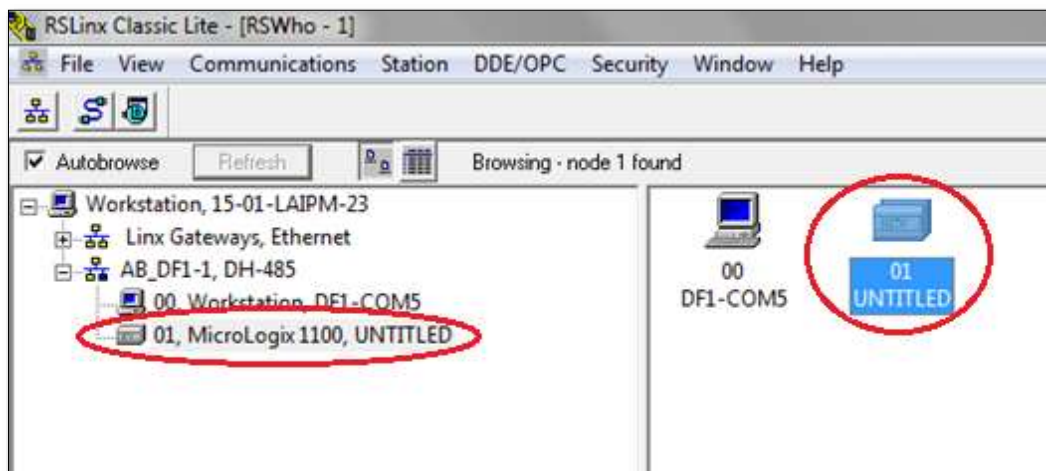 RSLinx Classic Lite - [RSWho - 1]
File View Communications Station DDE/OPC Security Window Help
Autobrowse Refresh Browsing - node 1 found
Workstation, 15-01-LAIPM-23
Linx Gateways, Ethernet
AB_DF1-1, DH-485
00, Workstation, DF1-COM5
01, MicroLogix 1100, UNTITLED
00
DF1-COM5
01
UNTITLED